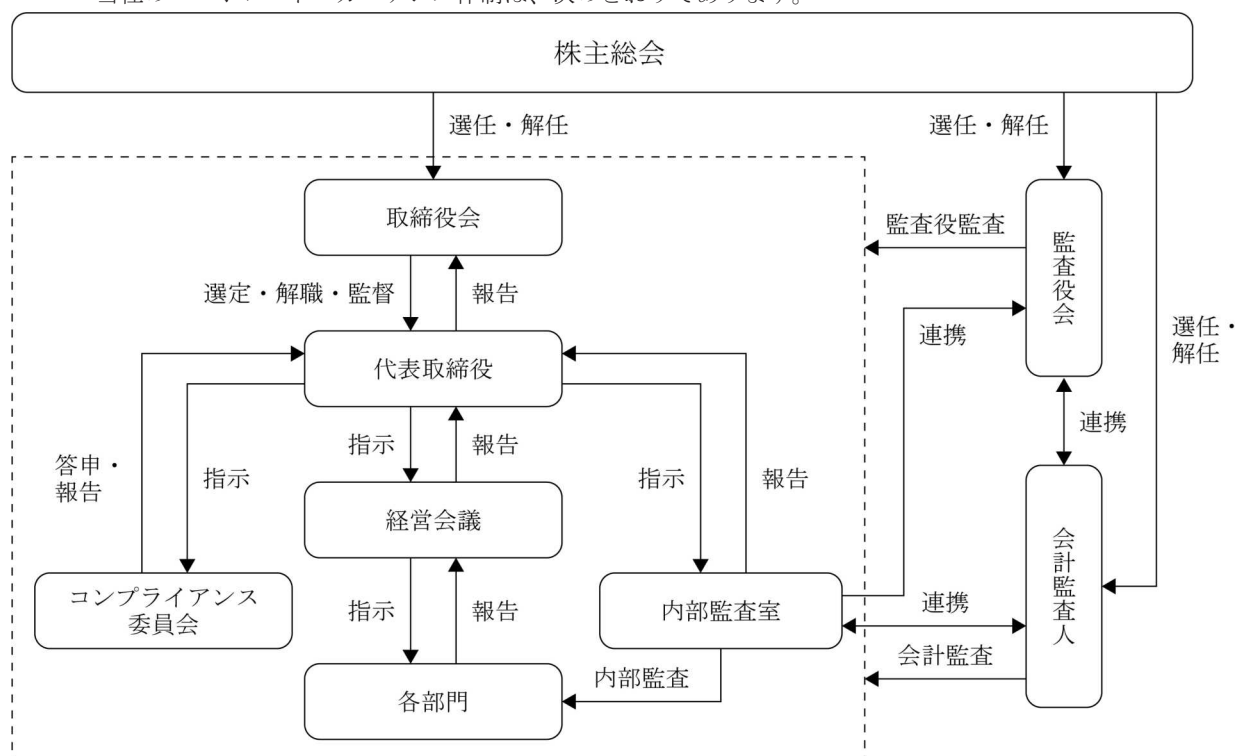 株主総会
選任・解任
選任・解任
取締役会
監査役監査
監査役会
選定・解職・監督
報告
連携
選任・
解任
代表取締役
連携
指示
報告
答申・
報告
指示
指示
報告
経営会議
コンプライアンス
委員会
指示
報告
内部監査室
連携
会計監査人
会計監査
内部監査
各部門